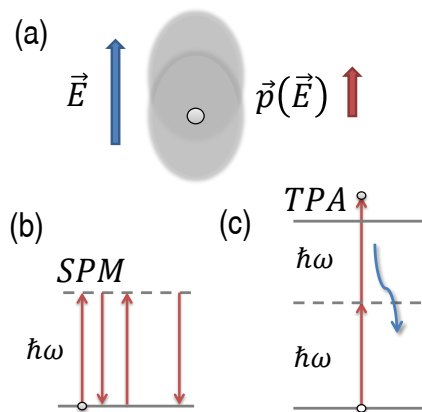 (a)
E⃗
p⃗(E⃗)
(b)
SPM
ħω
(c)
TPA
ħω
ħω